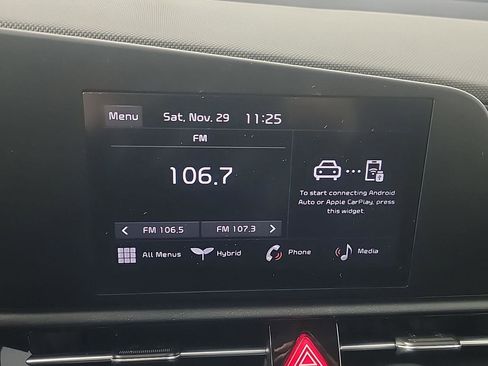 Menu Sat, Nov. 29 11:25
FM
106.7
To start connecting Android
Auto or Apple CarPlay, press
this widget.
FM 106.5 FM 107.3
All Menus Hybrid Phone Media